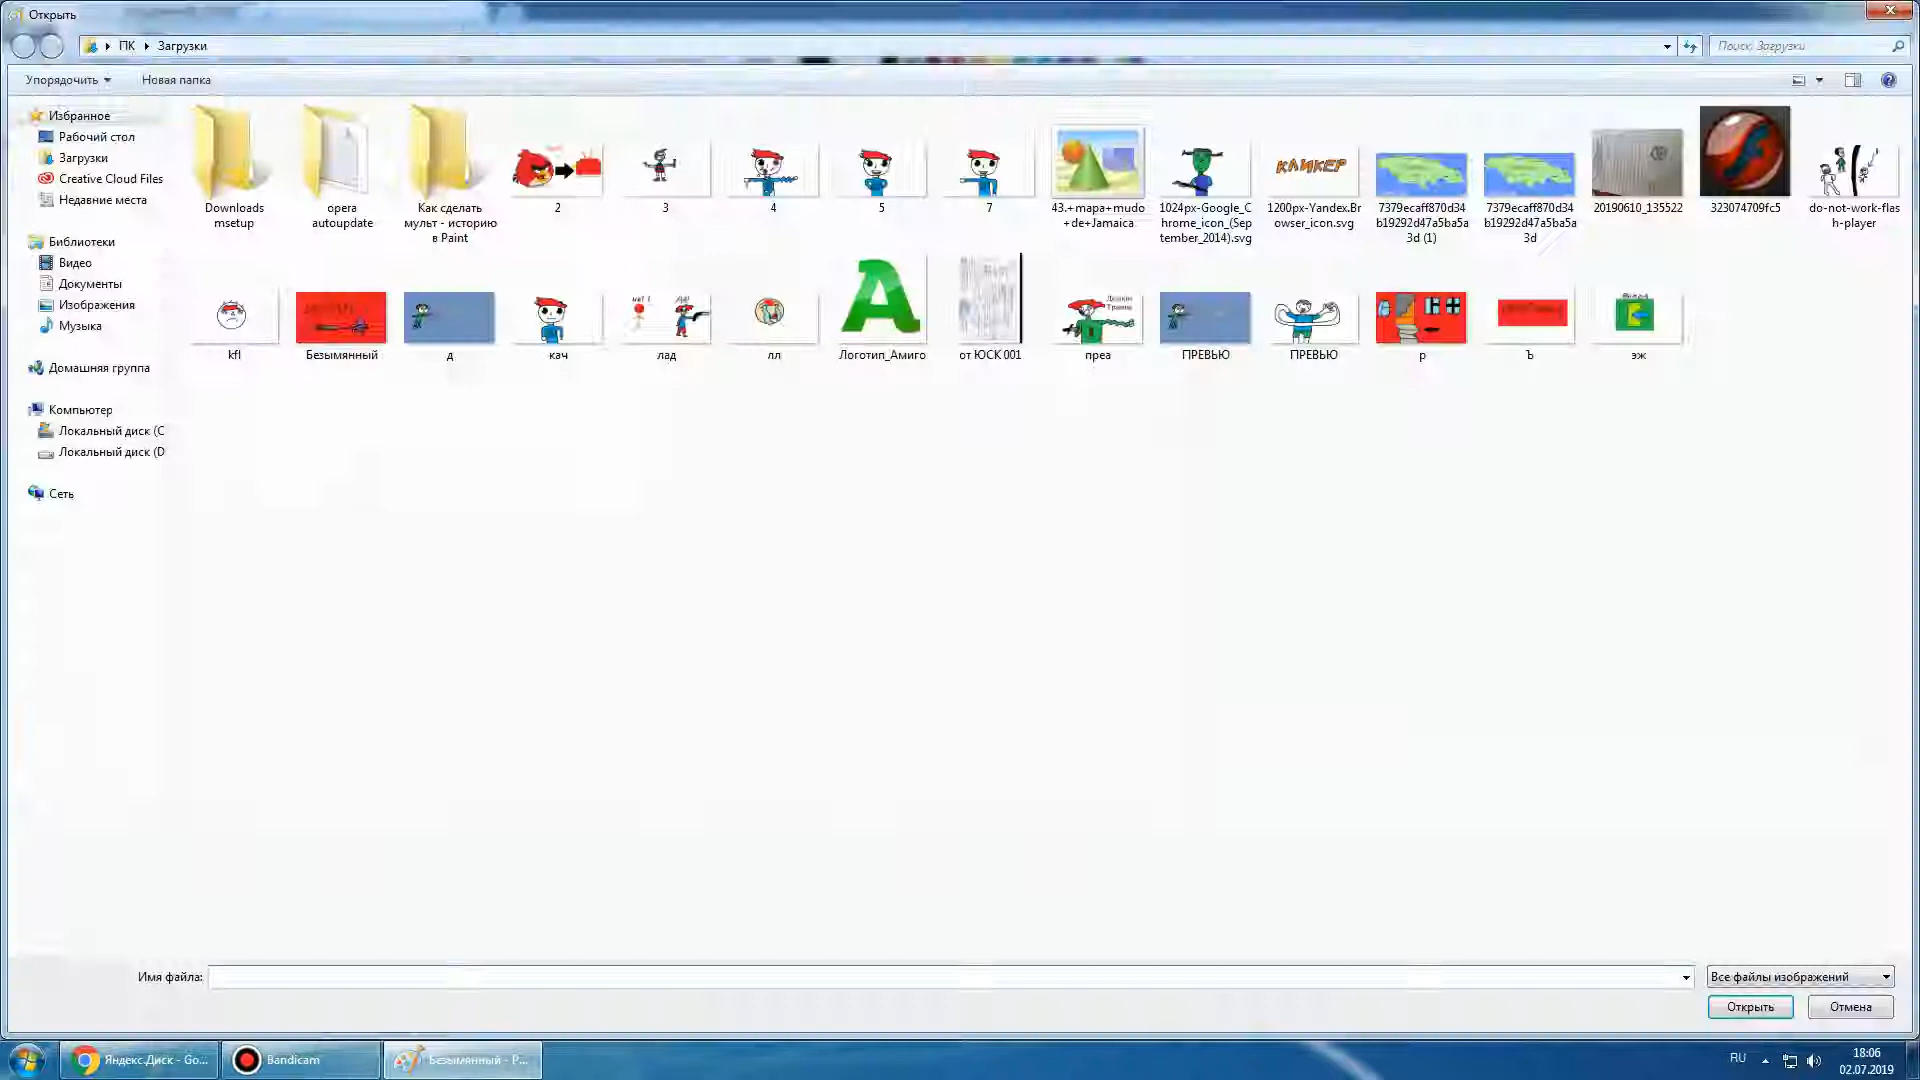 Открыть
ПК
Загрузки
Поиск: Загрузки
Упорядочить
Новая папка
Избранное
Рабочий стол
Загрузки
Creative Cloud Files
Недавние места
Библиотеки
Видео
Документы
Изображения
Музыка
Домашняя группа
Компьютер
Локальный диск (C
Локальный диск (D
Сеть
Downloads
msetup
opera
autoupdate
Как сделать
мульт - историю
в Paint
2
3
4
5
7
43.+mapa+mudo
+de+Jamaica
1024px-Google_C
hrome_icon_(Sep
tember_2014).svg
КЛИКЕР
1200px-Yandex.Br
owser_icon.svg
7379ecaff870d34
b19292d47a5ba5a
3d (1)
7379ecaff870d34
b19292d47a5ba5a
3d
20190610_135522
323074709fc5
do-not-work-flas
h-player
kfl
Безымянный
д
кач
лад
лл
Логотип_Амиго
от ЮСК 001
преа
ПРЕВЬЮ
ПРЕВЬЮ
р
Ъ
эж
Имя файла:
Все файлы изображений
Открыть
Отмена
Яндекс.Диск - Go...
Bandicam
Безымянный - P...
RU
18:06
02.07.2019